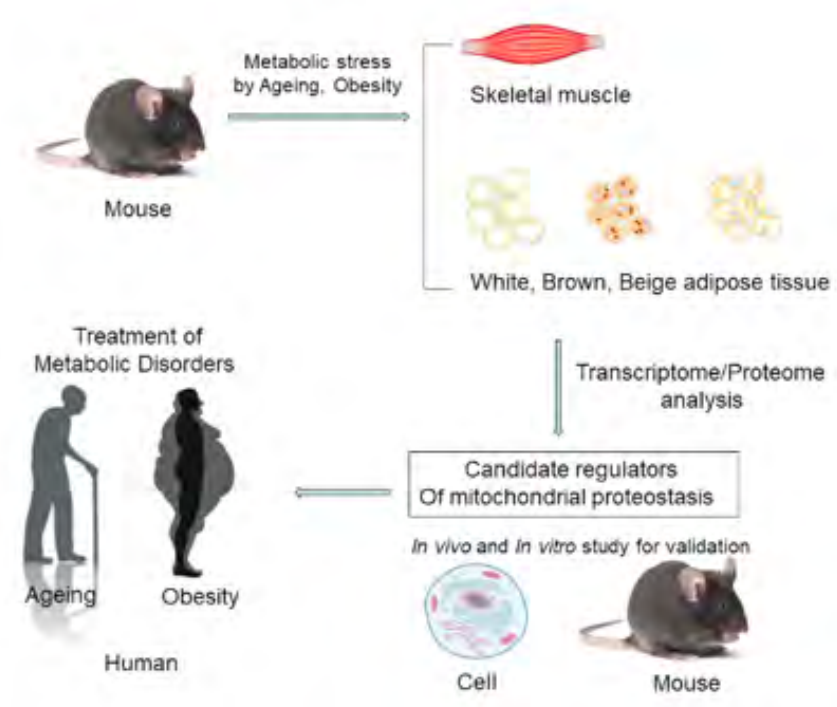 Metabolic stress
by Ageing, Obesity
Mouse
Skeletal muscle
White, Brown, Beige adipose tissue
Transcriptome/Proteome
analysis
Candidate regulators
Of mitochondrial proteostasis
In vivo and In vitro study for validation
Cell
Mouse
Treatment of
Metabolic Disorders
Ageing
Obesity
Human